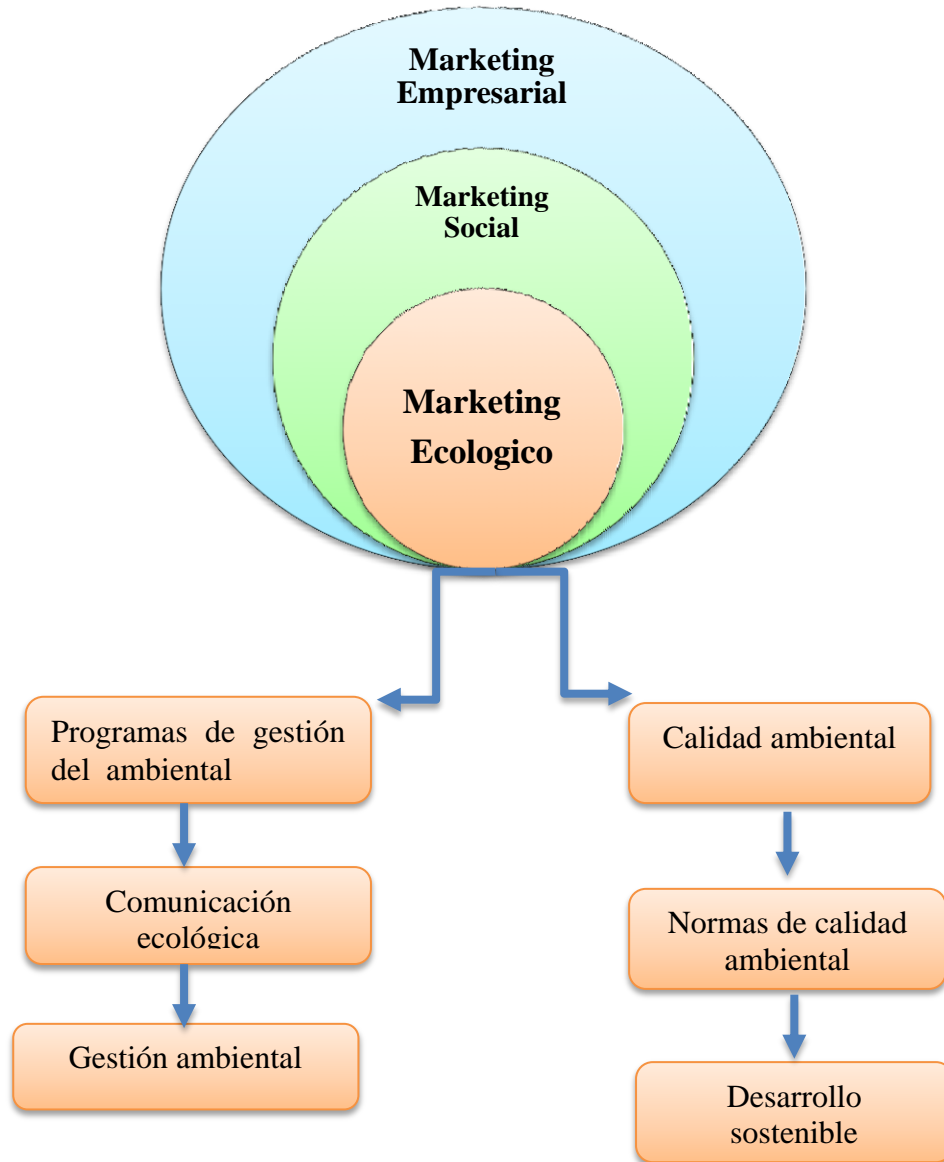 Marketing
Empresarial
Marketing
Social
Marketing
Ecologico
Programas de gestión
del ambiental
Comunicación
ecológica
Gestión ambiental
Calidad ambiental
Normas de calidad
ambiental
Desarrollo
sostenible